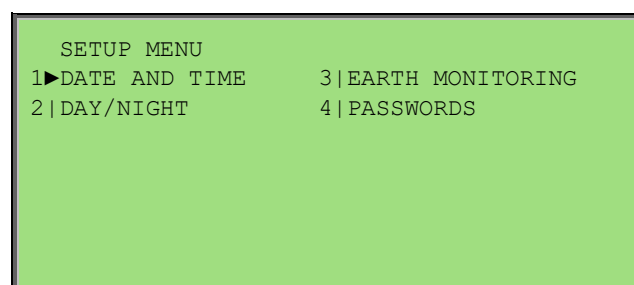 SETUP MENU
1►DATE AND TIME 3|EARTH MONITORING
2|DAY/NIGHT 4|PASSWORDS